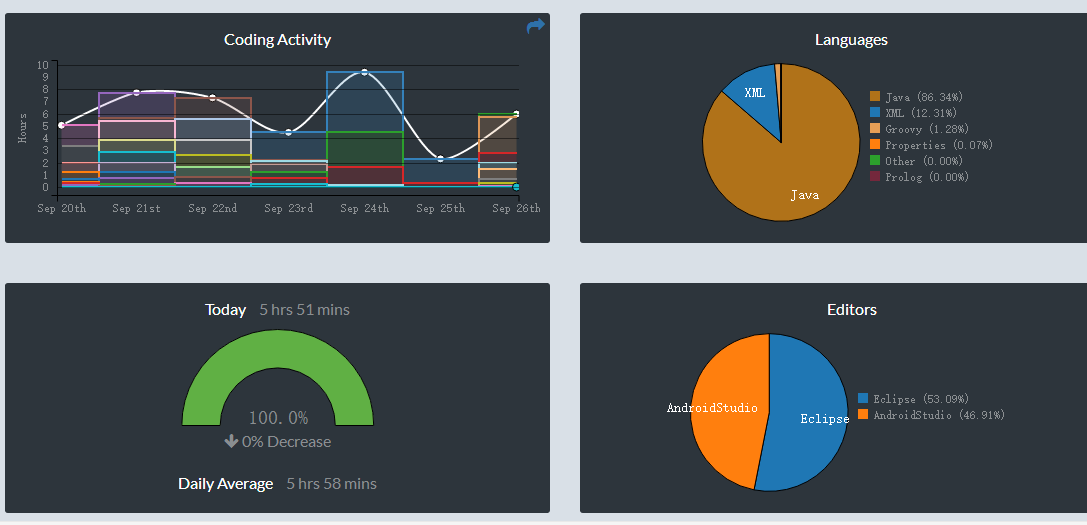 Coding Activity
Hours
10
9
8
7
6
5
4
3
2
1
0
Sep 20th Sep 21st Sep 22nd Sep 23rd Sep 24th Sep 25th Sep 26th
Languages
XML
Java
Java (86.34%)
XML (12.31%)
Groovy (1.28%)
Properties (0.07%)
Other (0.00%)
Prolog (0.00%)
Today 5 hrs 51 mins
100.0%
0% Decrease
Daily Average 5 hrs 58 mins
Editors
AndroidStudio
Eclipse
Eclipse (53.09%)
AndroidStudio (46.91%)